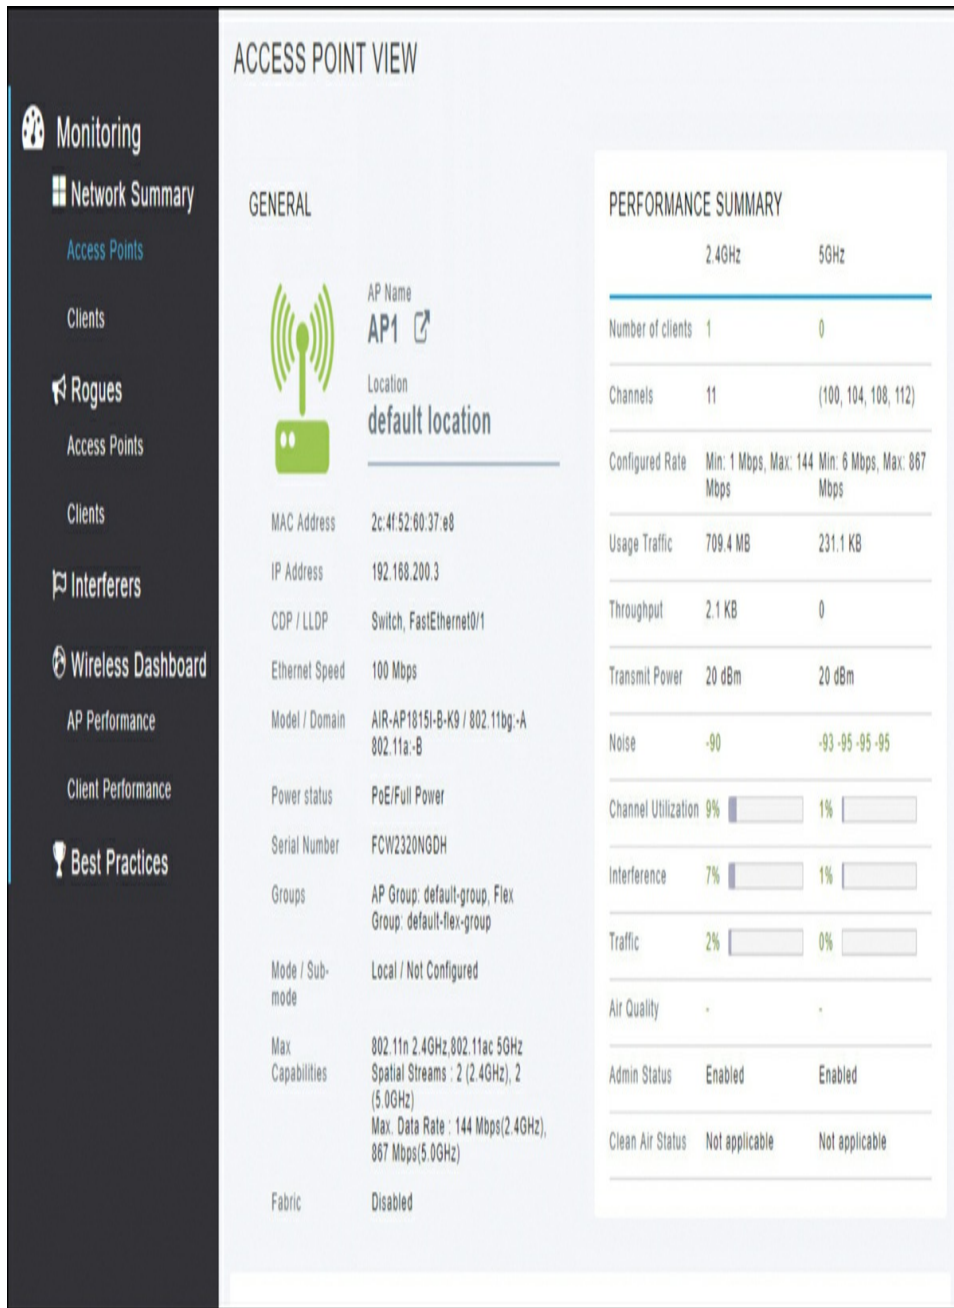 ACCESS POINT VIEW
Monitoring
Network Summary
Access Points
Clients
Rogues
Access Points
Clients
Interferers
Wireless Dashboard
AP Performance
Client Performance
Best Practices
GENERAL
AP Name
AP1
Location
default location
MAC Address 2c:4f:52:60:37:e8
IP Address 192.168.200.3
CDP / LLDP Switch, FastEthernet0/1
Ethernet Speed 100 Mbps
Model / Domain AIR-AP1815I-B-K9 / 802.11bg:-A
802.11a:-B
Power status PoE/Full Power
Serial Number FCW2320NGDH
Groups AP Group: default-group, Flex
Group: default-flex-group
Mode / Sub- Local / Not Configured
mode
Max 802.11n 2.4GHz,802.11ac 5GHz
Capabilities Spatial Streams : 2 (2.4GHz), 2
(5.0GHz)
Max. Data Rate : 144 Mbps(2.4GHz),
867 Mbps(5.0GHz)
Fabric Disabled
PERFORMANCE SUMMARY
2.4GHz 5GHz
Number of clients 1 0
Channels 11 (100, 104, 108, 112)
Configured Rate Min: 1 Mbps, Max: 144 Min: 6 Mbps, Max: 867
Mbps Mbps
Usage Traffic 709.4 MB 231.1 KB
Throughput 2.1 KB 0
Transmit Power 20 dBm 20 dBm
Noise -90 -93 -95 -95 -95
Channel Utilization 9% 1%
Interference 7% 1%
Traffic 2% 0%
Air Quality - -
Admin Status Enabled Enabled
Clean Air Status Not applicable Not applicable